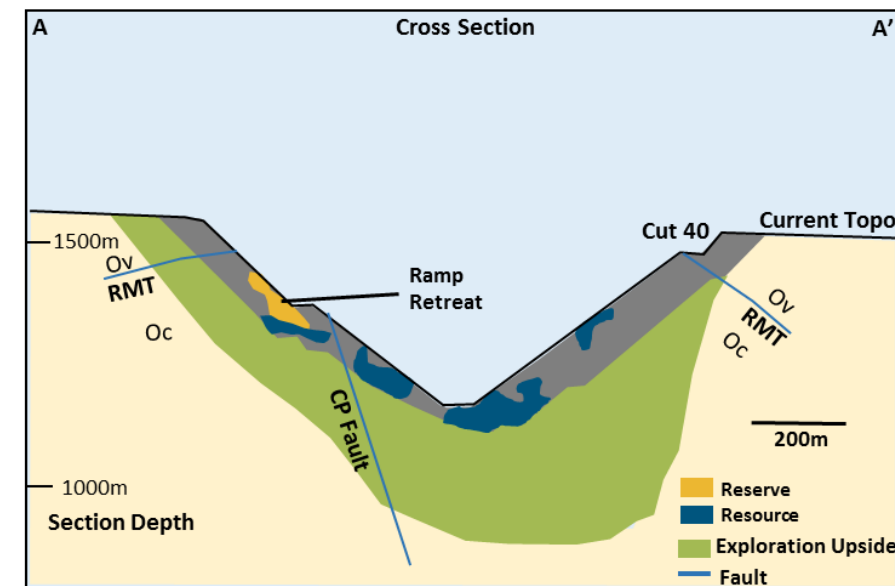 A
Cross Section
A’
Current Topo
Cut 40
1500m
Ov
RMT
Ramp
Retreat
Ov
RMT
Oc
Oc
CP Fault
200m
1000m
Section Depth
Reserve
Resource
Exploration Upside
Fault